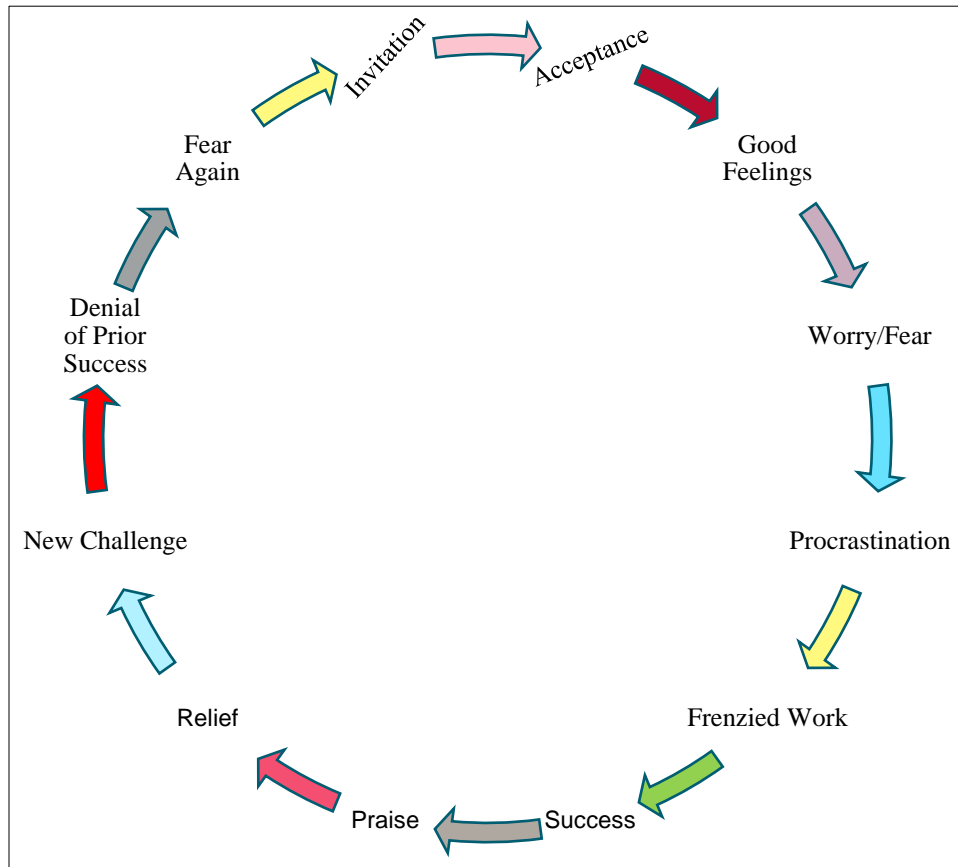 Invitation
Acceptance
Good
Feelings
Worry/Fear
Procrastination
Frenzied Work
Success
Praise
Relief
New Challenge
Denial
of Prior
Success
Fear
Again